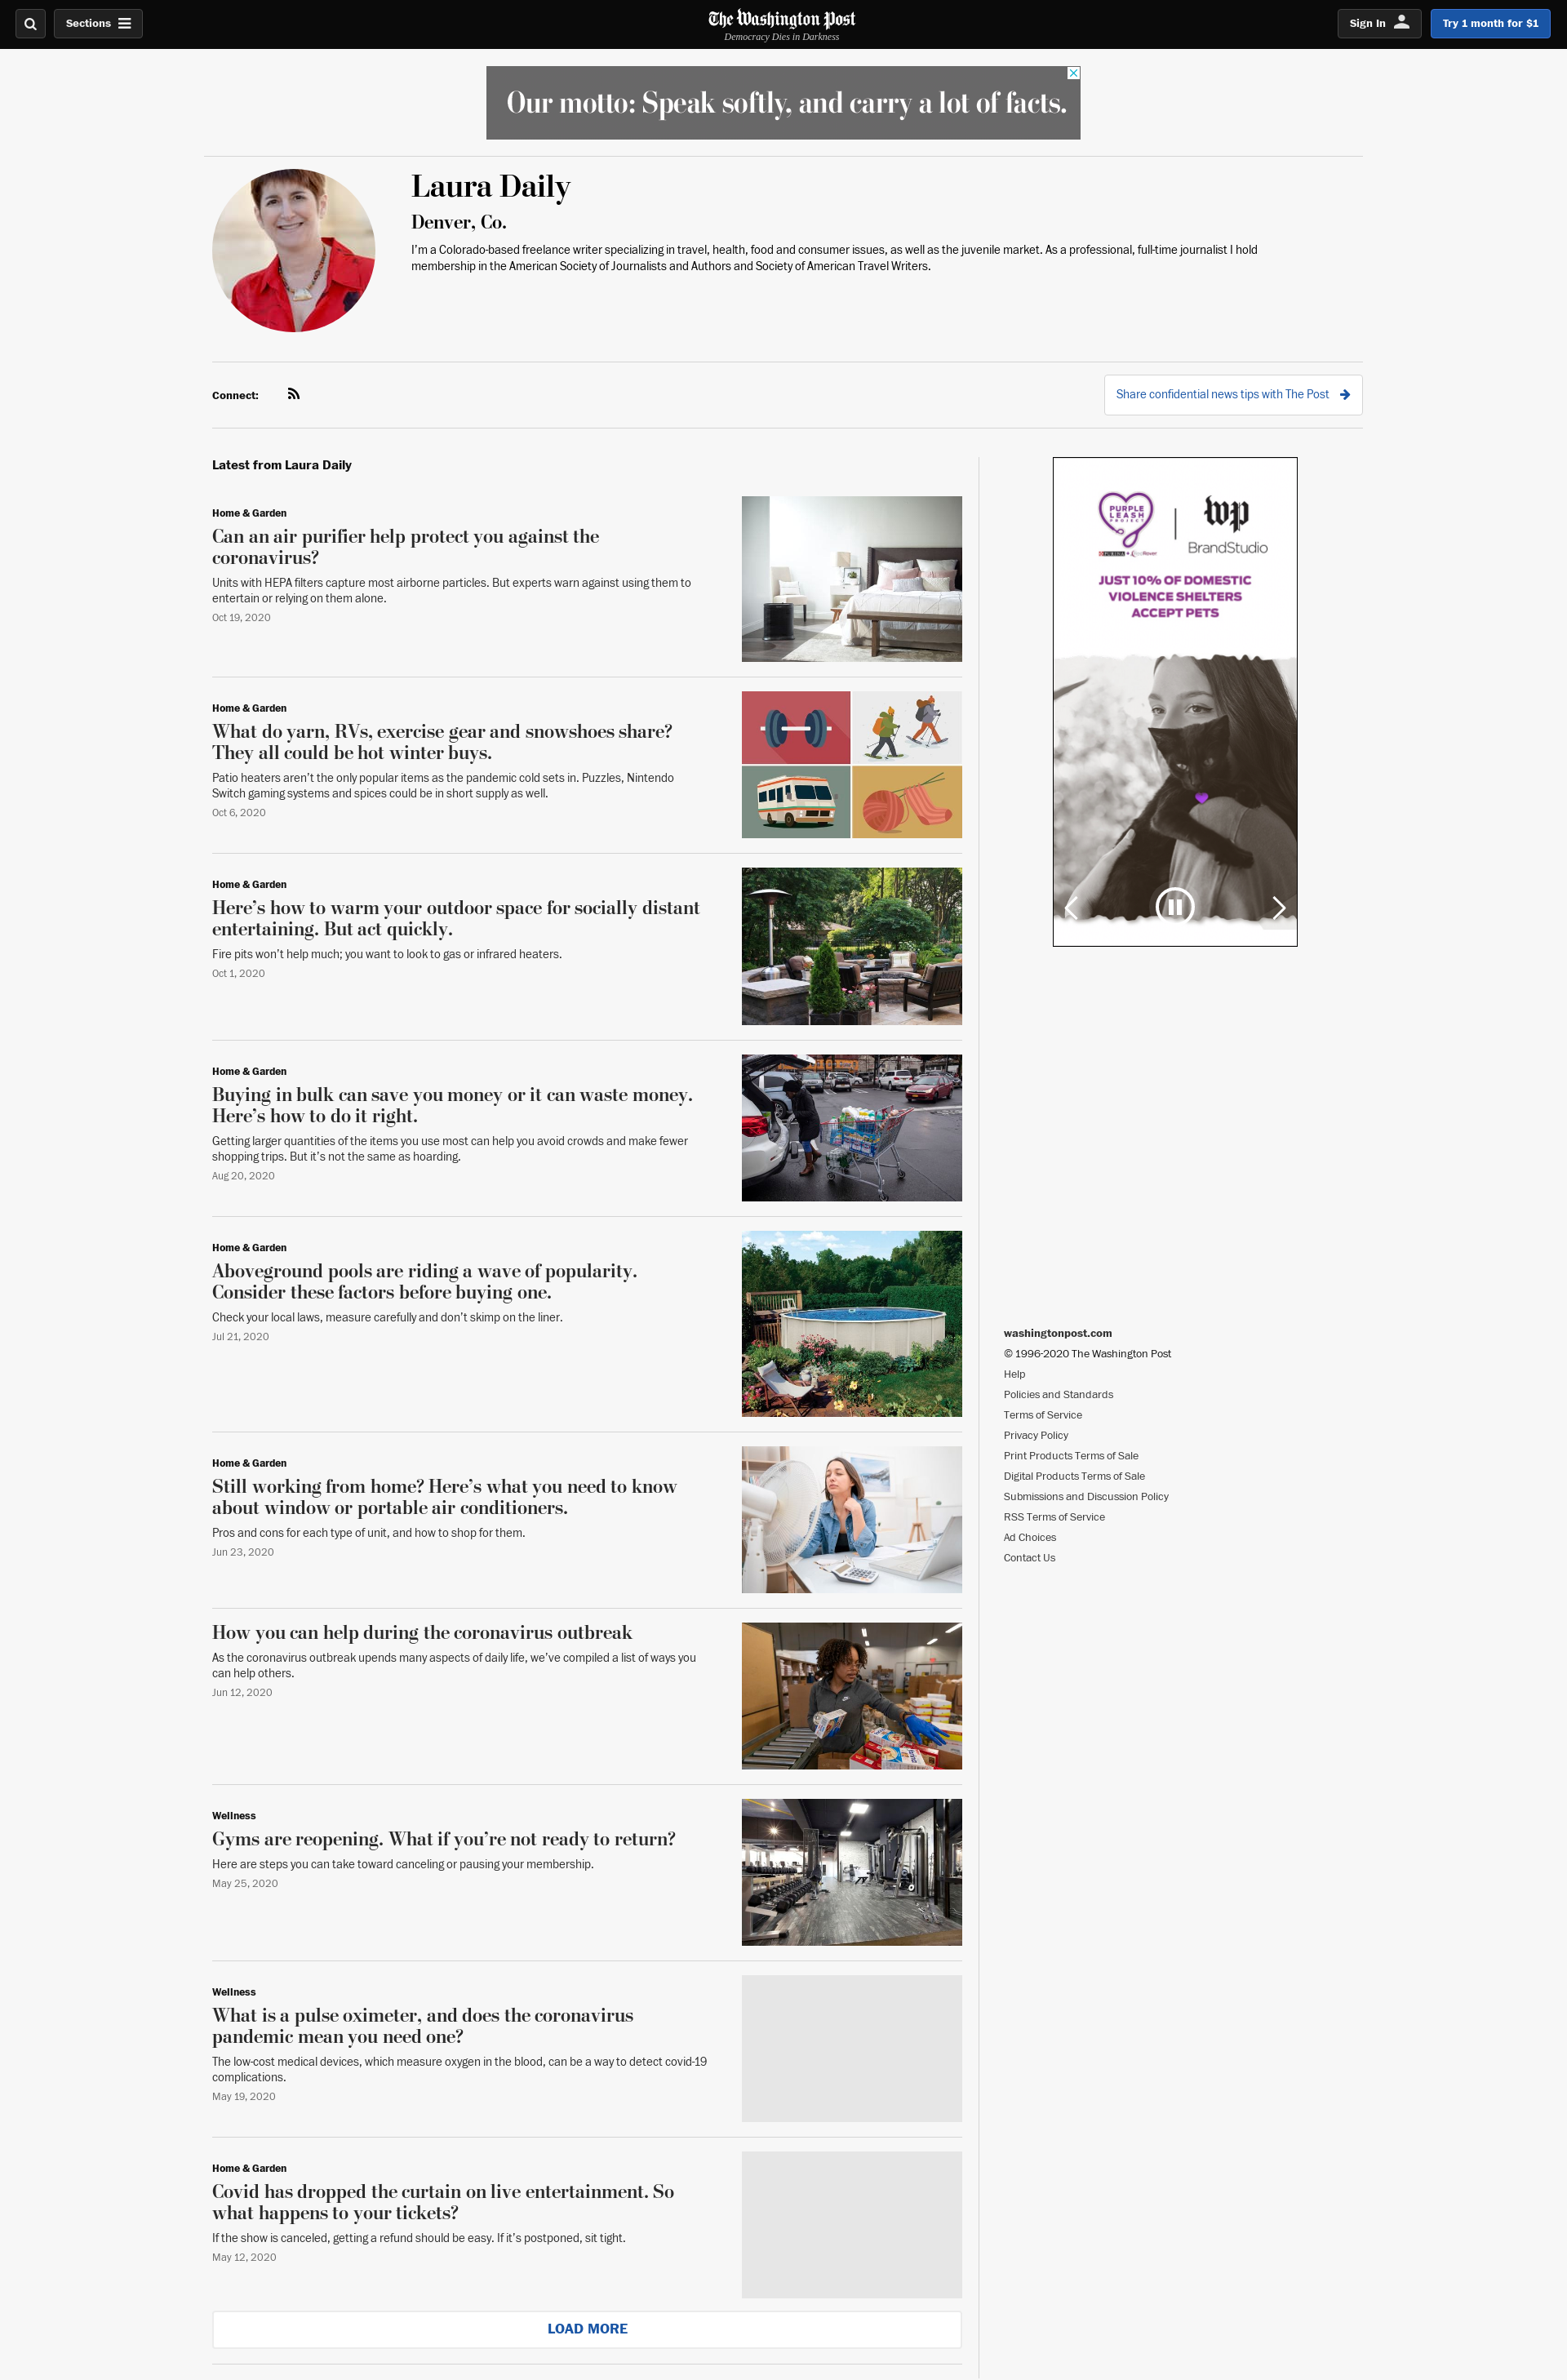 Sections
The Washington Post
Democracy Dies in Darkness
Sign In
Try 1 month for $1
Our motto: Speak softly, and carry a lot of facts.
Laura Daily
Denver, Co.
I’m a Colorado-based freelance writer specializing in travel, health, food and consumer issues, as well as the juvenile market. As a professional, full-time journalist I hold
membership in the American Society of Journalists and Authors and Society of American Travel Writers.
Connect:
Share confidential news tips with The Post
Latest from Laura Daily
Home & Garden
Can an air purifier help protect you against the
coronavirus?
Units with HEPA filters capture most airborne particles. But experts warn against using them to
entertain or relying on them alone.
Oct 19, 2020
Home & Garden
What do yarn, RVs, exercise gear and snowshoes share?
They all could be hot winter buys.
Patio heaters aren’t the only popular items as the pandemic cold sets in. Puzzles, Nintendo
Switch gaming systems and spices could be in short supply as well.
Oct 6, 2020
Home & Garden
Here’s how to warm your outdoor space for socially distant
entertaining. But act quickly.
Fire pits won’t help much; you want to look to gas or infrared heaters.
Oct 1, 2020
Home & Garden
Buying in bulk can save you money or it can waste money.
Here’s how to do it right.
Getting larger quantities of the items you use most can help you avoid crowds and make fewer
shopping trips. But it’s not the same as hoarding.
Aug 20, 2020
Home & Garden
Aboveground pools are riding a wave of popularity.
Consider these factors before buying one.
Check your local laws, measure carefully and don’t skimp on the liner.
Jul 21, 2020
Home & Garden
Still working from home? Here’s what you need to know
about window or portable air conditioners.
Pros and cons for each type of unit, and how to shop for them.
Jun 23, 2020
How you can help during the coronavirus outbreak
As the coronavirus outbreak upends many aspects of daily life, we’ve compiled a list of ways you
can help others.
Jun 12, 2020
Wellness
Gyms are reopening. What if you’re not ready to return?
Here are steps you can take toward canceling or pausing your membership.
May 25, 2020
Wellness
What is a pulse oximeter, and does the coronavirus
pandemic mean you need one?
The low-cost medical devices, which measure oxygen in the blood, can be a way to detect covid-19
complications.
May 19, 2020
Home & Garden
Covid has dropped the curtain on live entertainment. So
what happens to your tickets?
If the show is canceled, getting a refund should be easy. If it’s postponed, sit tight.
May 12, 2020
LOAD MORE
PURPLE
LEASH
PROJECT
PURINA
wp
BrandStudio
JUST 10% OF DOMESTIC
VIOLENCE SHELTERS
ACCEPT PETS
washingtonpost.com
© 1996-2020 The Washington Post
Help
Policies and Standards
Terms of Service
Privacy Policy
Print Products Terms of Sale
Digital Products Terms of Sale
Submissions and Discussion Policy
RSS Terms of Service
Ad Choices
Contact Us